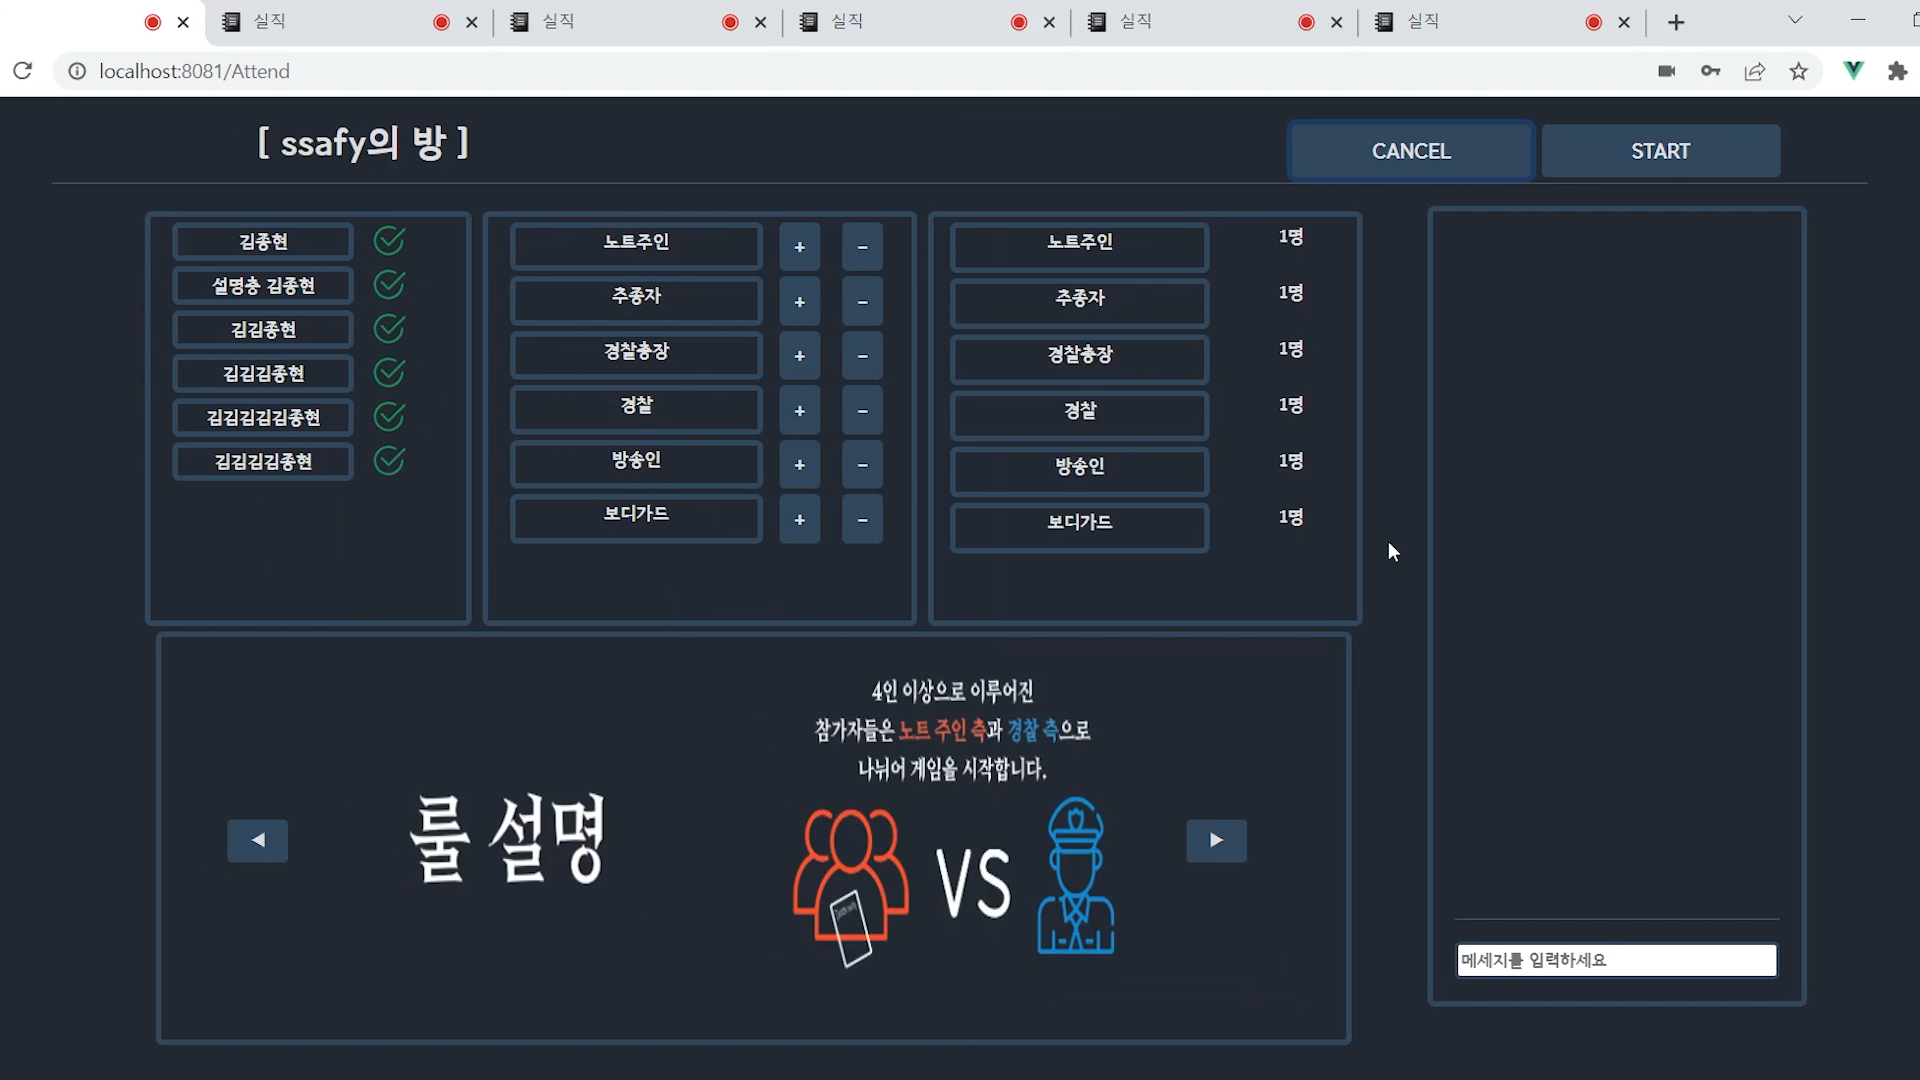 실직
실직
실직
실직
실직
localhost:8081/Attend
[ ssafy의 방 ]
CANCEL
START
김종현
설명충 김종현
김김종현
김김김종현
김김김김김종현
김김김김종현
노트주인 + -
추종자 + -
경찰총장 + -
경찰 + -
방송인 + -
보디가드 + -
노트주인 1명
추종자 1명
경찰총장 1명
경찰 1명
방송인 1명
보디가드 1명
룰 설명
4인 이상으로 이루어진
참가자들은 노트 주인 측과 경찰 측으로
나뉘어 게임을 시작합니다.
VS
메세지를 입력하세요